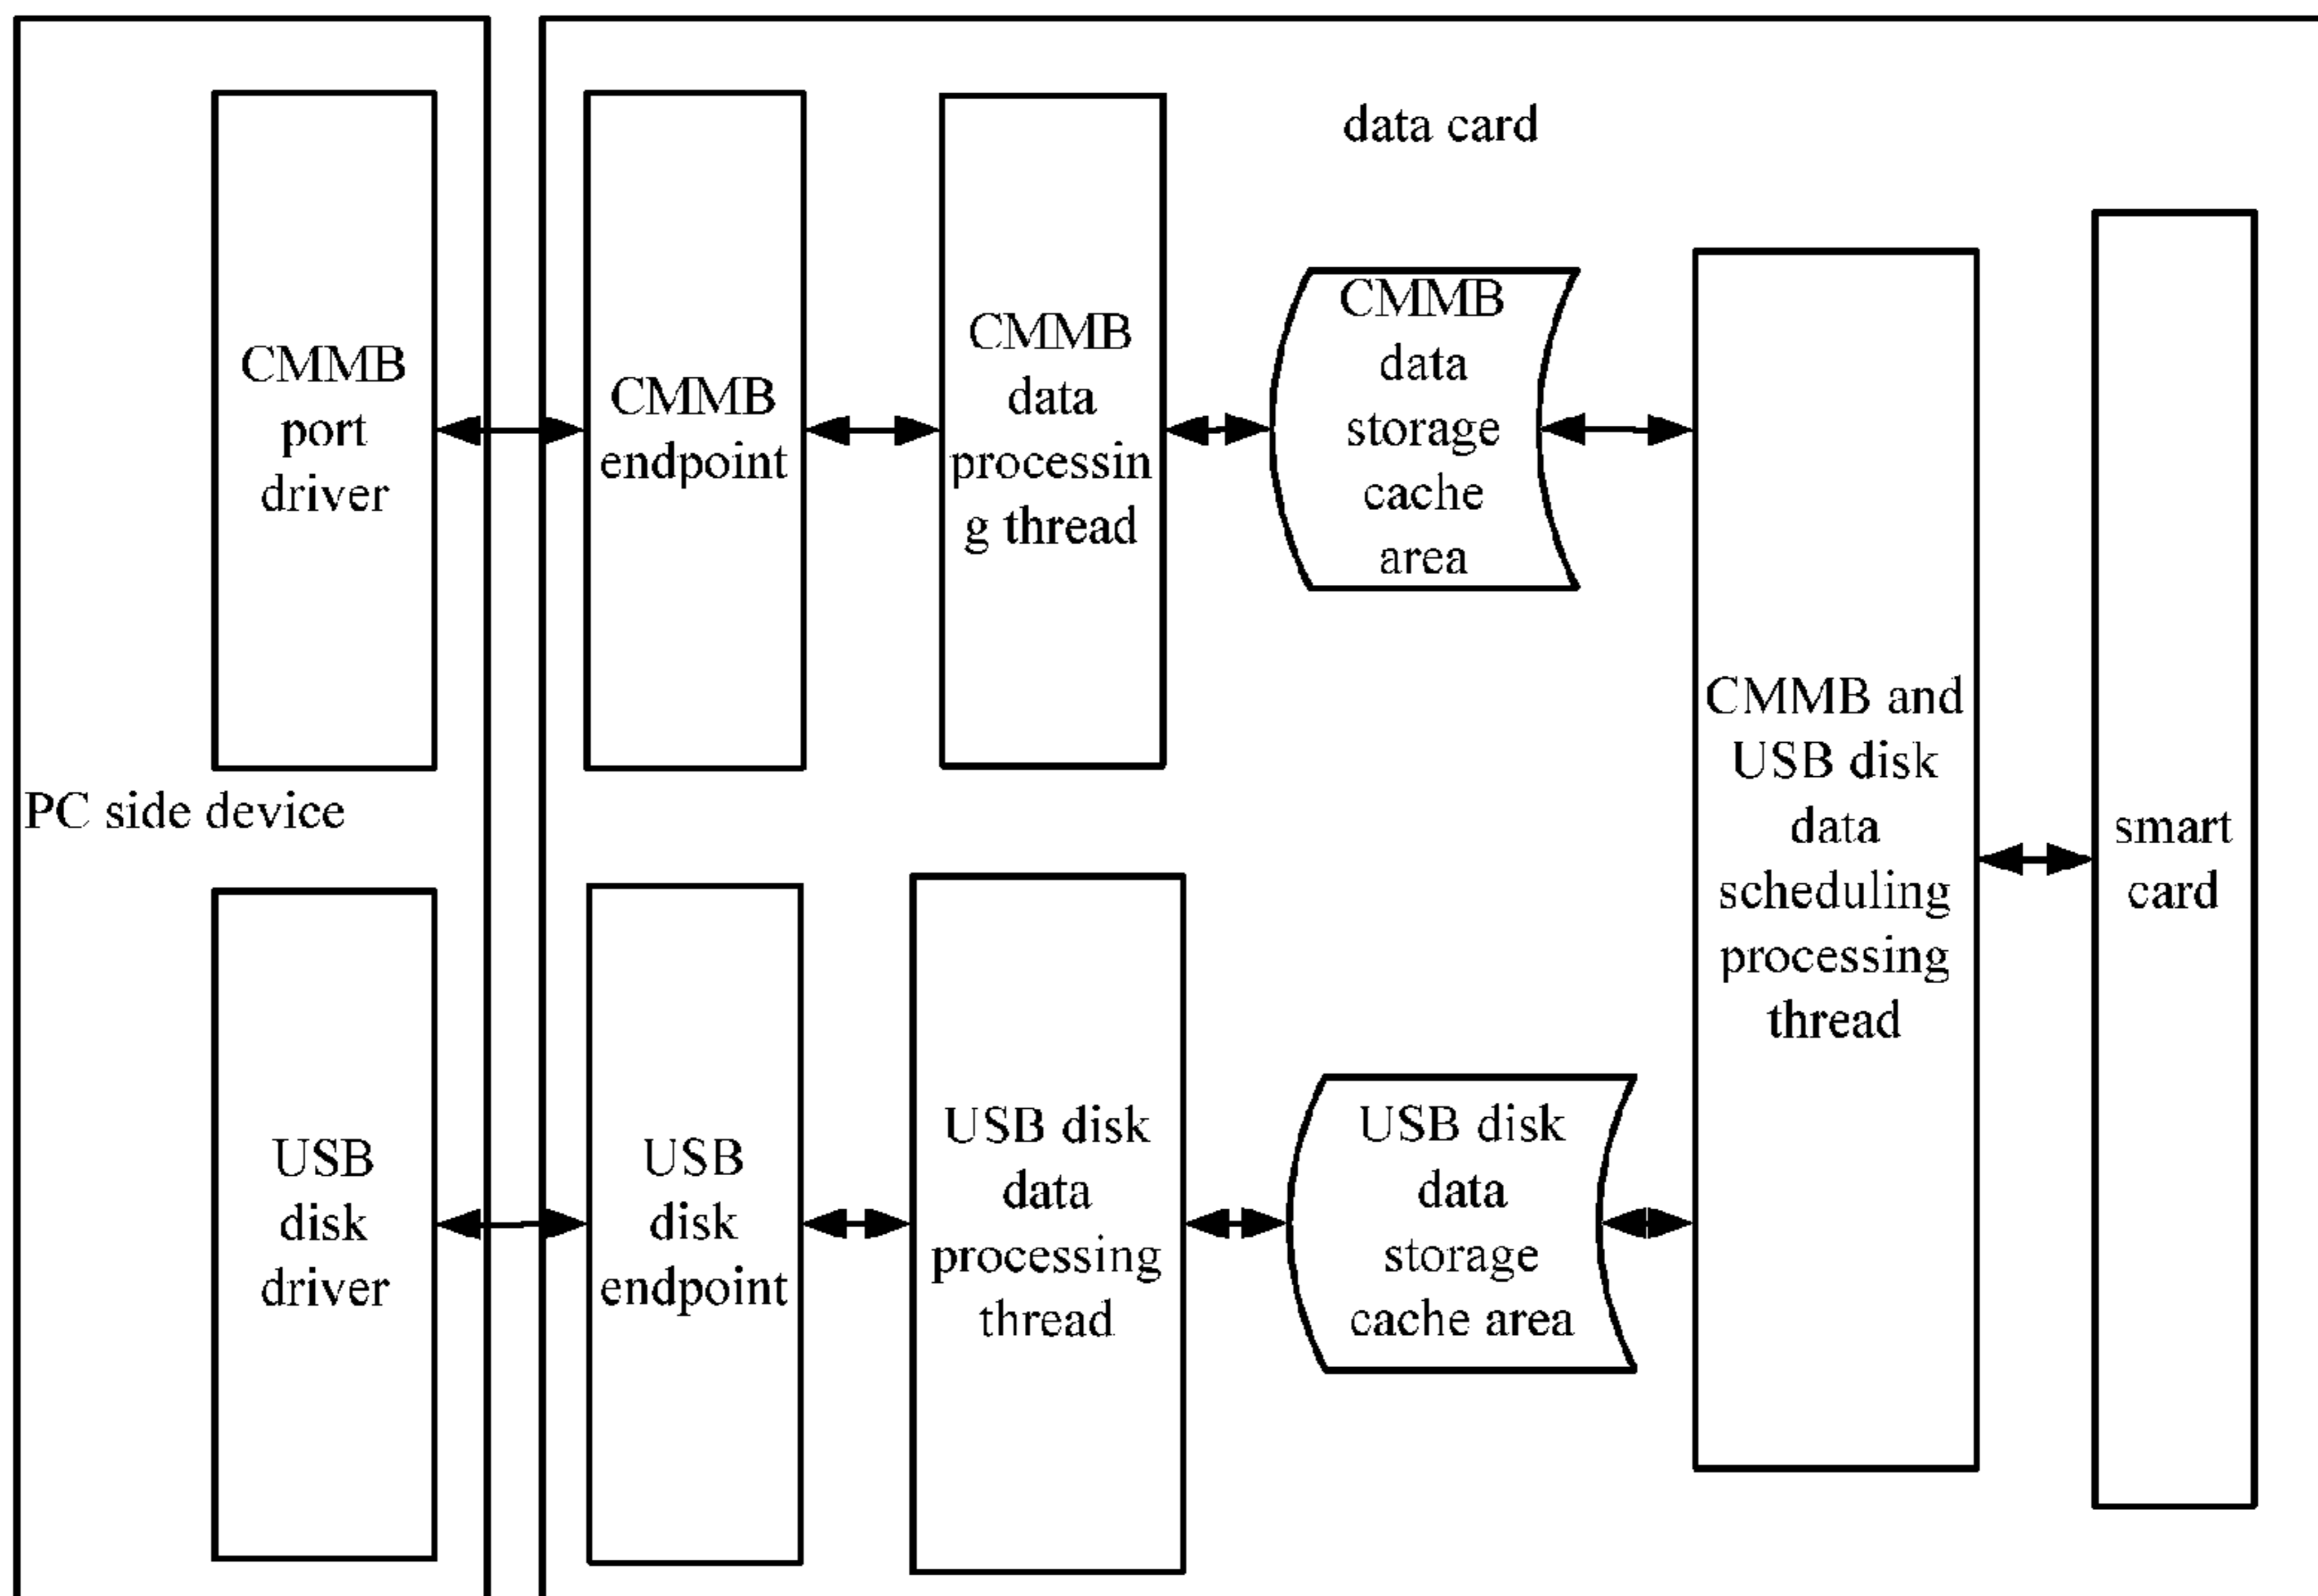 data card
CMMB
port
driver
CMMB
endpoint
CMMB
data
processin
g thread
CMMB
data
storage
cache
area
CMMB and
USB disk
data
scheduling
processing
thread
smart
card
PC side device
USB
disk
driver
USB
disk
endpoint
USB disk
data
processing
thread
USB disk
data
storage
cache area